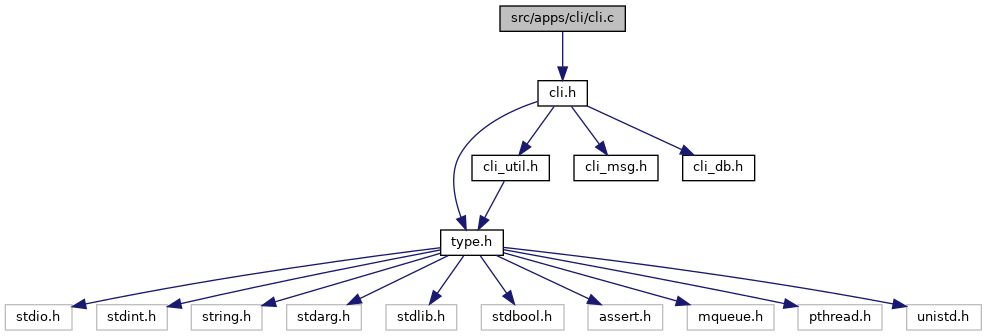 src/apps/cli/cli.c
cli.h
cli_util.h
cli_msg.h
cli_db.h
type.h
stdio.h
stdint.h
string.h
stdarg.h
stdlib.h
stdbool.h
assert.h
mqueue.h
pthread.h
unistd.h